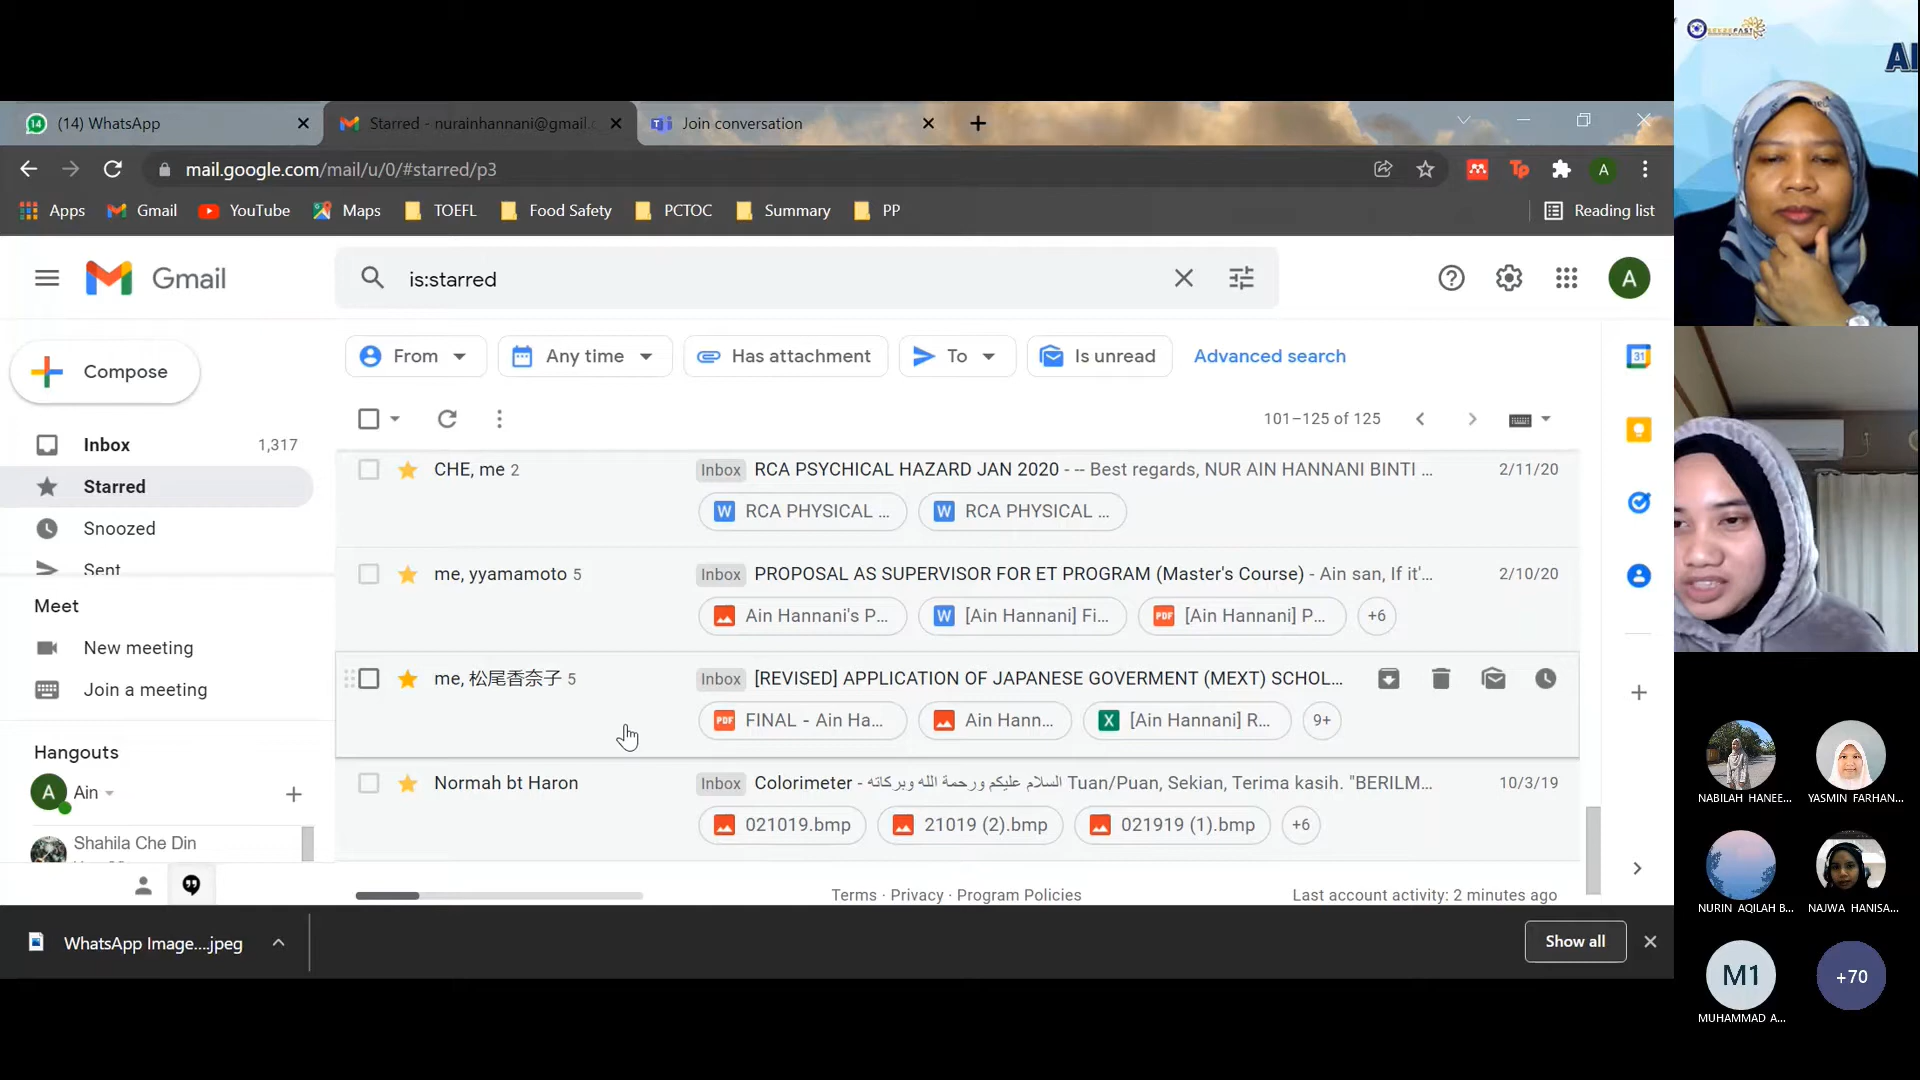 (14) WhatsApp
Starred - nurainhannani@gmail.c
Join conversation
mail.google.com/mail/u/0/#starred/p3
Apps Gmail YouTube Maps TOEFL Food Safety PCTOC Summary PP Reading list
Gmail
is:starred
A
From Any time Has attachment To Is unread Advanced search
Compose
101–125 of 125
Inbox 1,317
Starred
Snoozed
Sent
Meet
New meeting
Join a meeting
Hangouts
A Ain
Shahila Che Din
CHE, me 2 Inbox RCA PSYCHICAL HAZARD JAN 2020 - -- Best regards, NUR AIN HANNANI BINTI ... 2/11/20
RCA PHYSICAL ... RCA PHYSICAL ...
me, yyamamoto 5 Inbox PROPOSAL AS SUPERVISOR FOR ET PROGRAM (Master's Course) - Ain san, If it'... 2/10/20
Ain Hannani's P... [Ain Hannani] Fi... PDF [Ain Hannani] P... +6
me, 松尾香奈子 5 Inbox [REVISED] APPLICATION OF JAPANESE GOVERMENT (MEXT) SCHOL...
PDF FINAL - Ain Ha... Ain Hann... [Ain Hannani] R... 9+
Normah bt Haron Inbox Colorimeter - السلام عليكم ورحمة الله وبركاته Tuan/Puan, Sekian, Terima kasih. "BERILM... 10/3/19
021019.bmp 21019 (2).bmp 021919 (1).bmp +6
Terms · Privacy · Program Policies
Last account activity: 2 minutes ago
WhatsApp Image....jpeg
Show all
NABILAH HANEE...
YASMIN FARHAN...
NURIN AQILAH B...
NAJWA HANISA...
M1
+70
MUHAMMAD A...